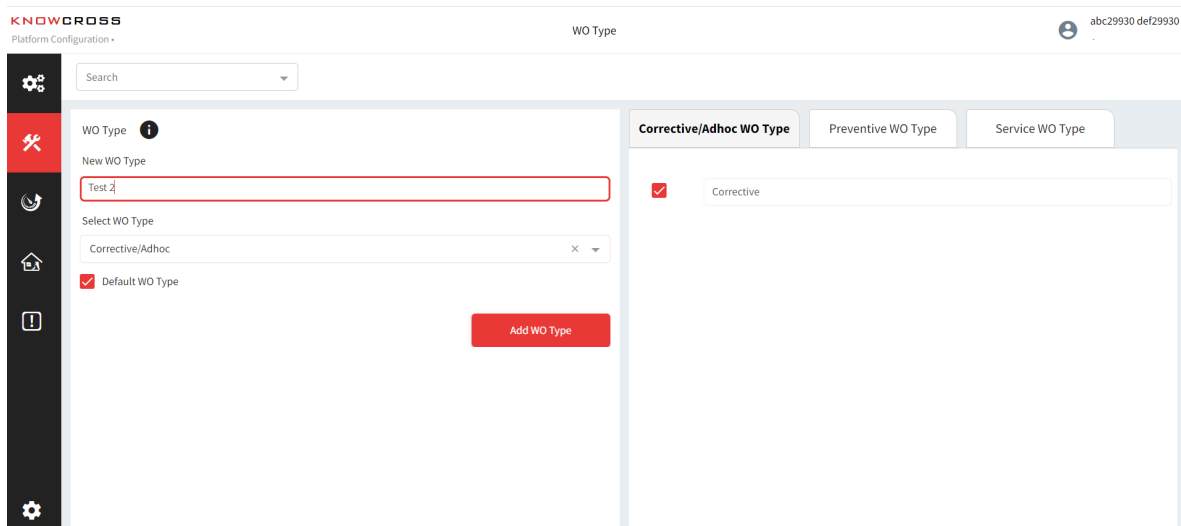 KNOWCROSS
Platform Configuration •
WO Type
abc29930 def29930
.
Search
WO Type
New WO Type
Test 2
Select WO Type
Corrective/Adhoc
Default WO Type
Add WO Type
Corrective/Adhoc WO Type
Preventive WO Type
Service WO Type
Corrective